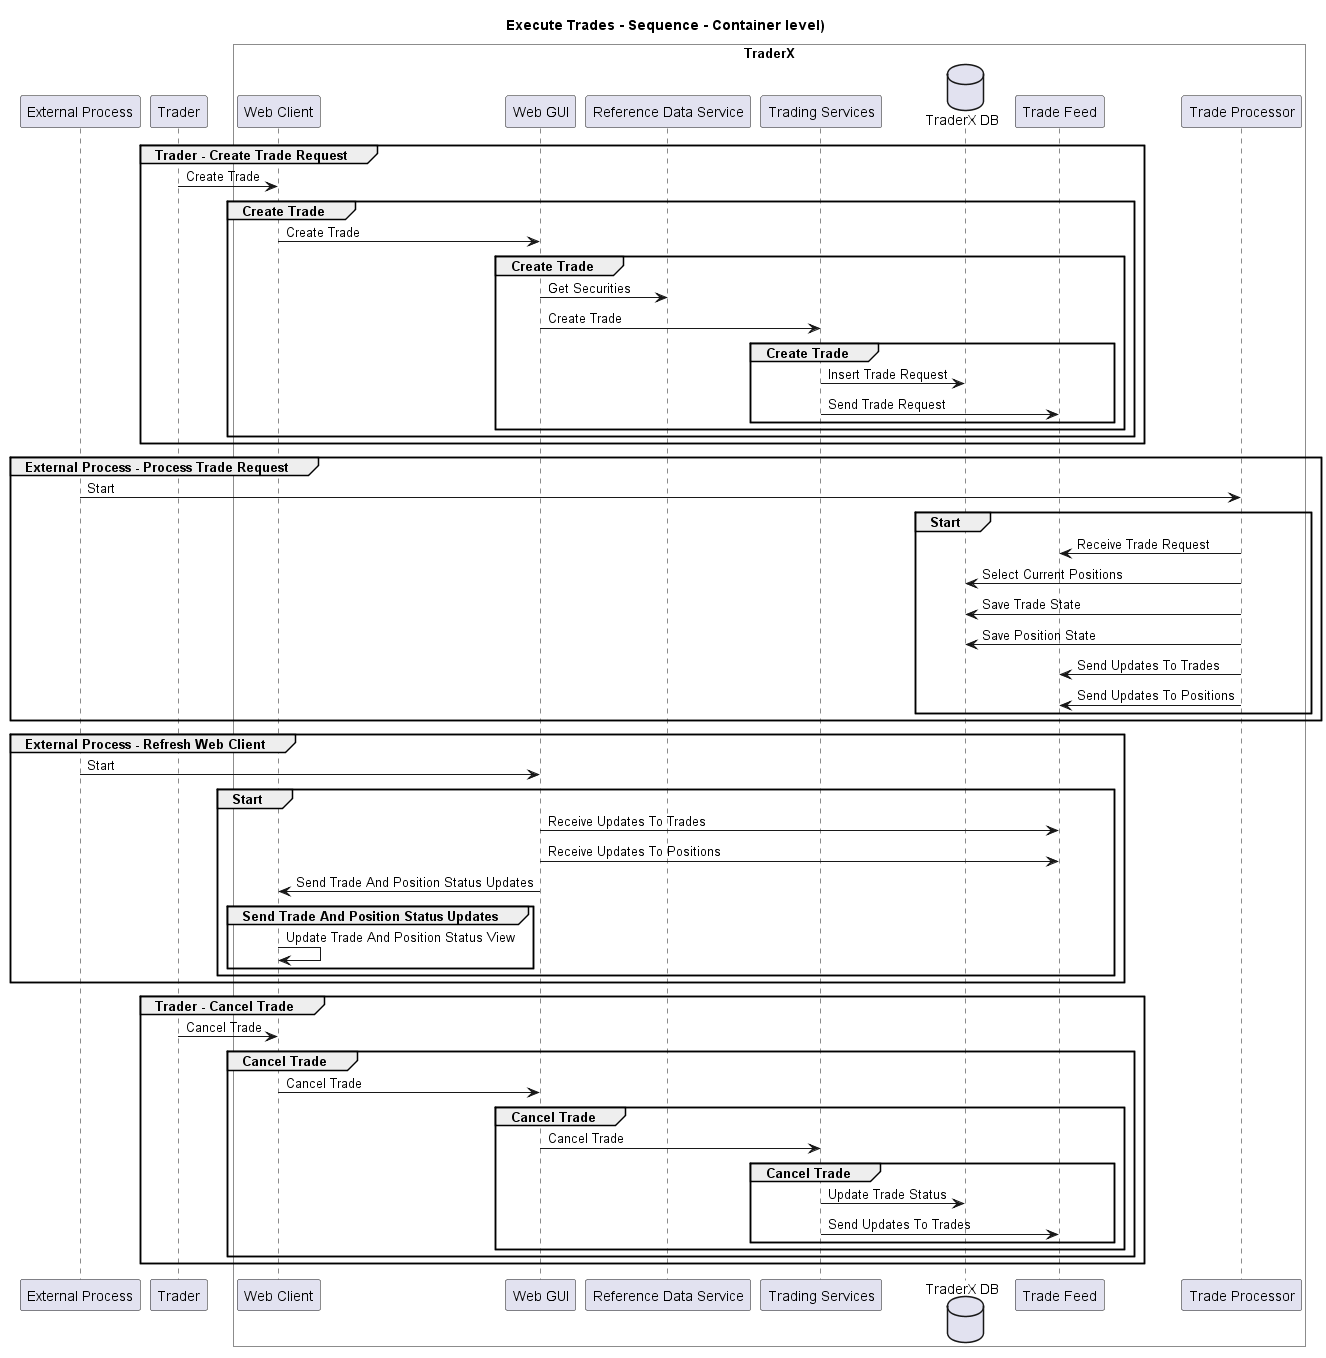 Execute Trades - Sequence - Container level)
TraderX
External Process
Trader
Web Client
Web GUI
Reference Data Service
Trading Services
TraderX DB
Trade Feed
Trade Processor
Trader - Create Trade Request
Create Trade
Create Trade
Create Trade
Create Trade
Get Securities
Create Trade
Create Trade
Insert Trade Request
Send Trade Request
External Process - Process Trade Request
Start
Start
Receive Trade Request
Select Current Positions
Save Trade State
Save Position State
Send Updates To Trades
Send Updates To Positions
External Process - Refresh Web Client
Start
Start
Receive Updates To Trades
Receive Updates To Positions
Send Trade And Position Status Updates
Send Trade And Position Status Updates
Update Trade And Position Status View
Trader - Cancel Trade
Cancel Trade
Cancel Trade
Cancel Trade
Cancel Trade
Cancel Trade
Cancel Trade
Update Trade Status
Send Updates To Trades
External Process
Trader
Web Client
Web GUI
Reference Data Service
Trading Services
TraderX DB
Trade Feed
Trade Processor